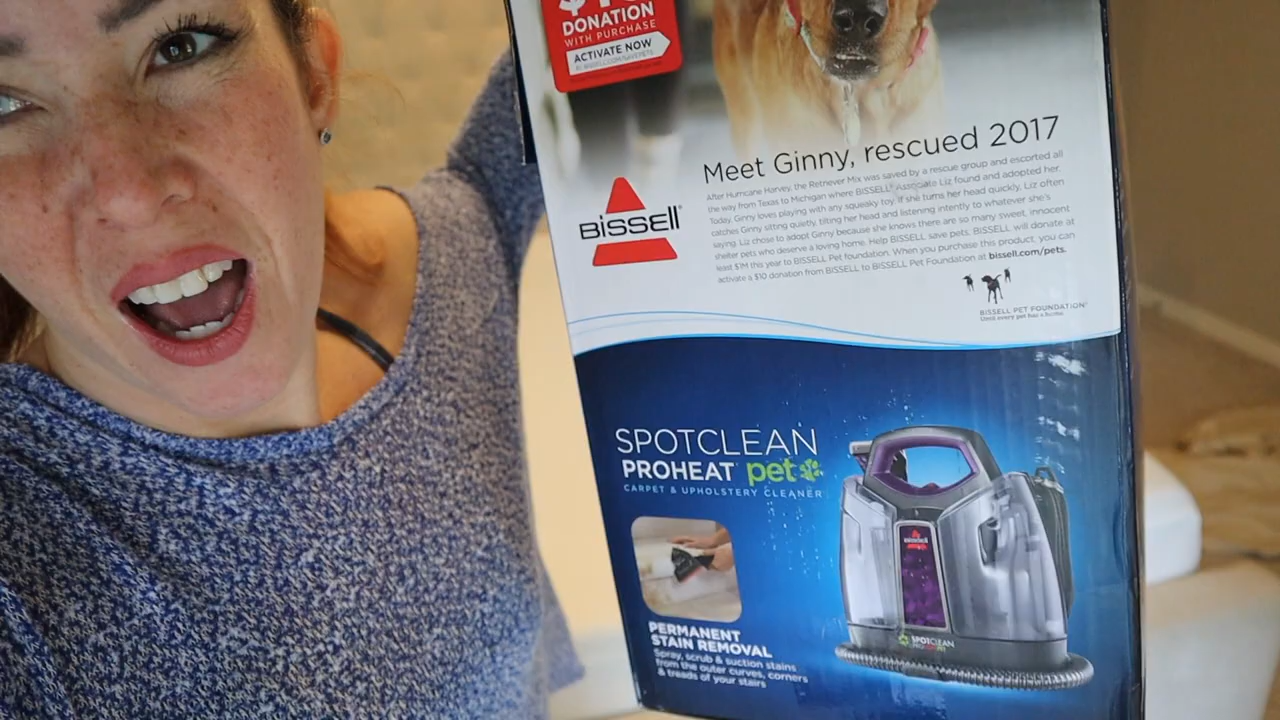 DONATION
WITH PURCHASE
ACTIVATE NOW
Meet Ginny, rescued 2017
After Hurricane Harvey, the Retriever Mix was saved by a rescue group and escorted all
the way from Texas to Michigan where BISSELL® Associate Liz found and adopted her.
Today, Ginny loves playing with any squeaky toy. If she turns her head quickly, Liz often
catches Ginny sitting quietly, tilting her head and listening intently to whatever she's
saying. Liz chose to adopt Ginny because she knows there are so many sweet, innocent
shelter pets who deserve a loving home. Help BISSELL save pets. BISSELL will donate at
least $1M this year to BISSELL Pet foundation. When you purchase this product, you can
activate a $10 donation from BISSELL to BISSELL Pet Foundation at bissell.com/pets.
BISSELL®
BISSELL PET FOUNDATION®
Until every pet has a home
SPOTCLEAN
PROHEAT® pet
CARPET & UPHOLSTERY CLEANER
BISSELL
SPOTCLEAN
PERMANENT
STAIN REMOVAL
Spray, scrub & suction stains
from the outer curves, corners
& treads of your stairs